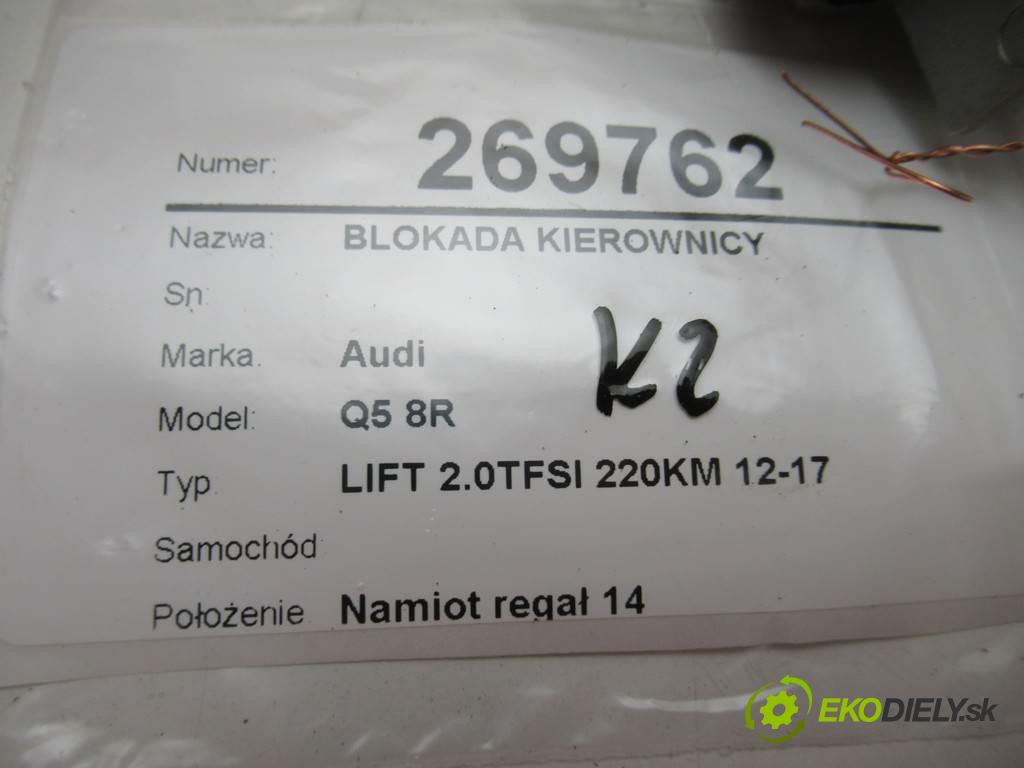 Numer: 269762
Nazwa: BLOKADA KIEROWNICY
Sn:
Marka: Audi
K2
Model: Q5 8R
Typ LIFT 2.0TFSI 220KM 12-17
Samochód
Położenie Namiot regał 14
EKODIELY.sk